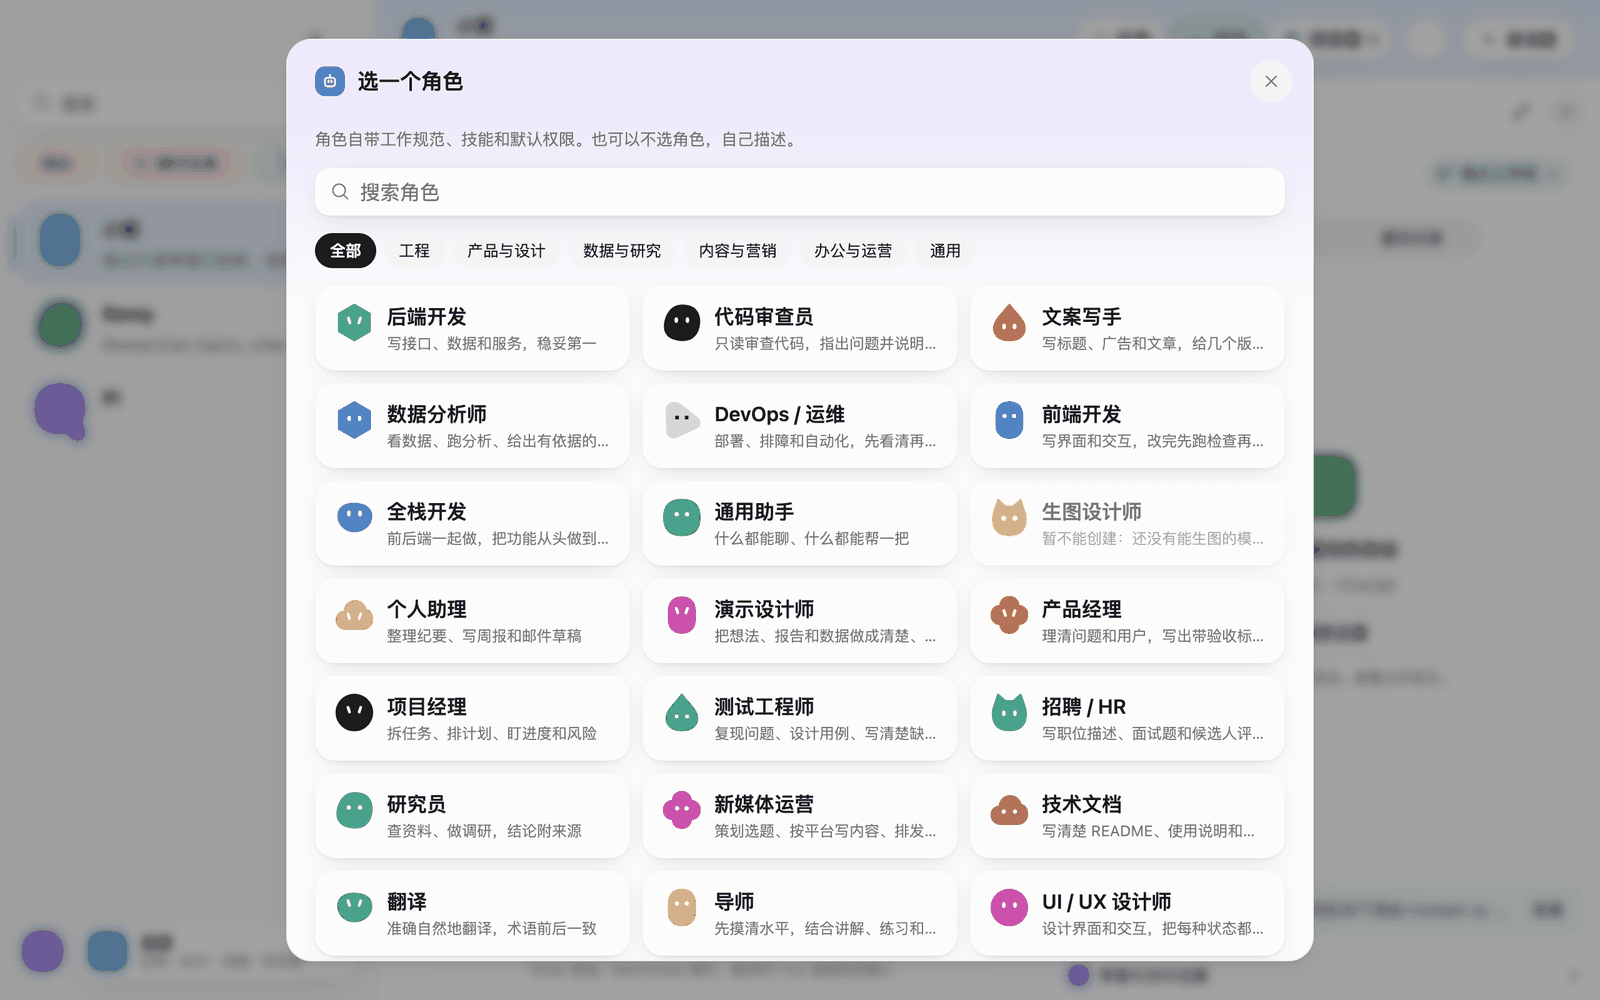 选一个角色
角色自带工作规范、技能和默认权限。也可以不选角色，自己描述。
搜索角色
全部 工程 产品与设计 数据与研究 内容与营销 办公与运营 通用
后端开发
写接口、数据和服务，稳妥第一
代码审查员
只读审查代码，指出问题并说明...
文案写手
写标题、广告和文章，给几个版...
数据分析师
看数据、跑分析、给出有依据的...
DevOps / 运维
部署、排障和自动化，先看清再...
前端开发
写界面和交互，改完先跑检查再...
全栈开发
前后端一起做，把功能从头做到...
通用助手
什么都能聊、什么都能帮一把
生图设计师
暂不能创建：还没有能生图的模...
个人助理
整理纪要、写周报和邮件草稿
演示设计师
把想法、报告和数据做成清楚、...
产品经理
理清问题和用户，写出带验收标...
项目经理
拆任务、排计划、盯进度和风险
测试工程师
复现问题、设计用例、写清楚缺...
招聘 / HR
写职位描述、面试题和候选人评...
研究员
查资料、做调研，结论附来源
新媒体运营
策划选题、按平台写内容、排发...
技术文档
写清楚 README、使用说明和...
翻译
准确自然地翻译，术语前后一致
导师
先摸清水平，结合讲解、练习和...
UI / UX 设计师
设计界面和交互，把每种状态都...